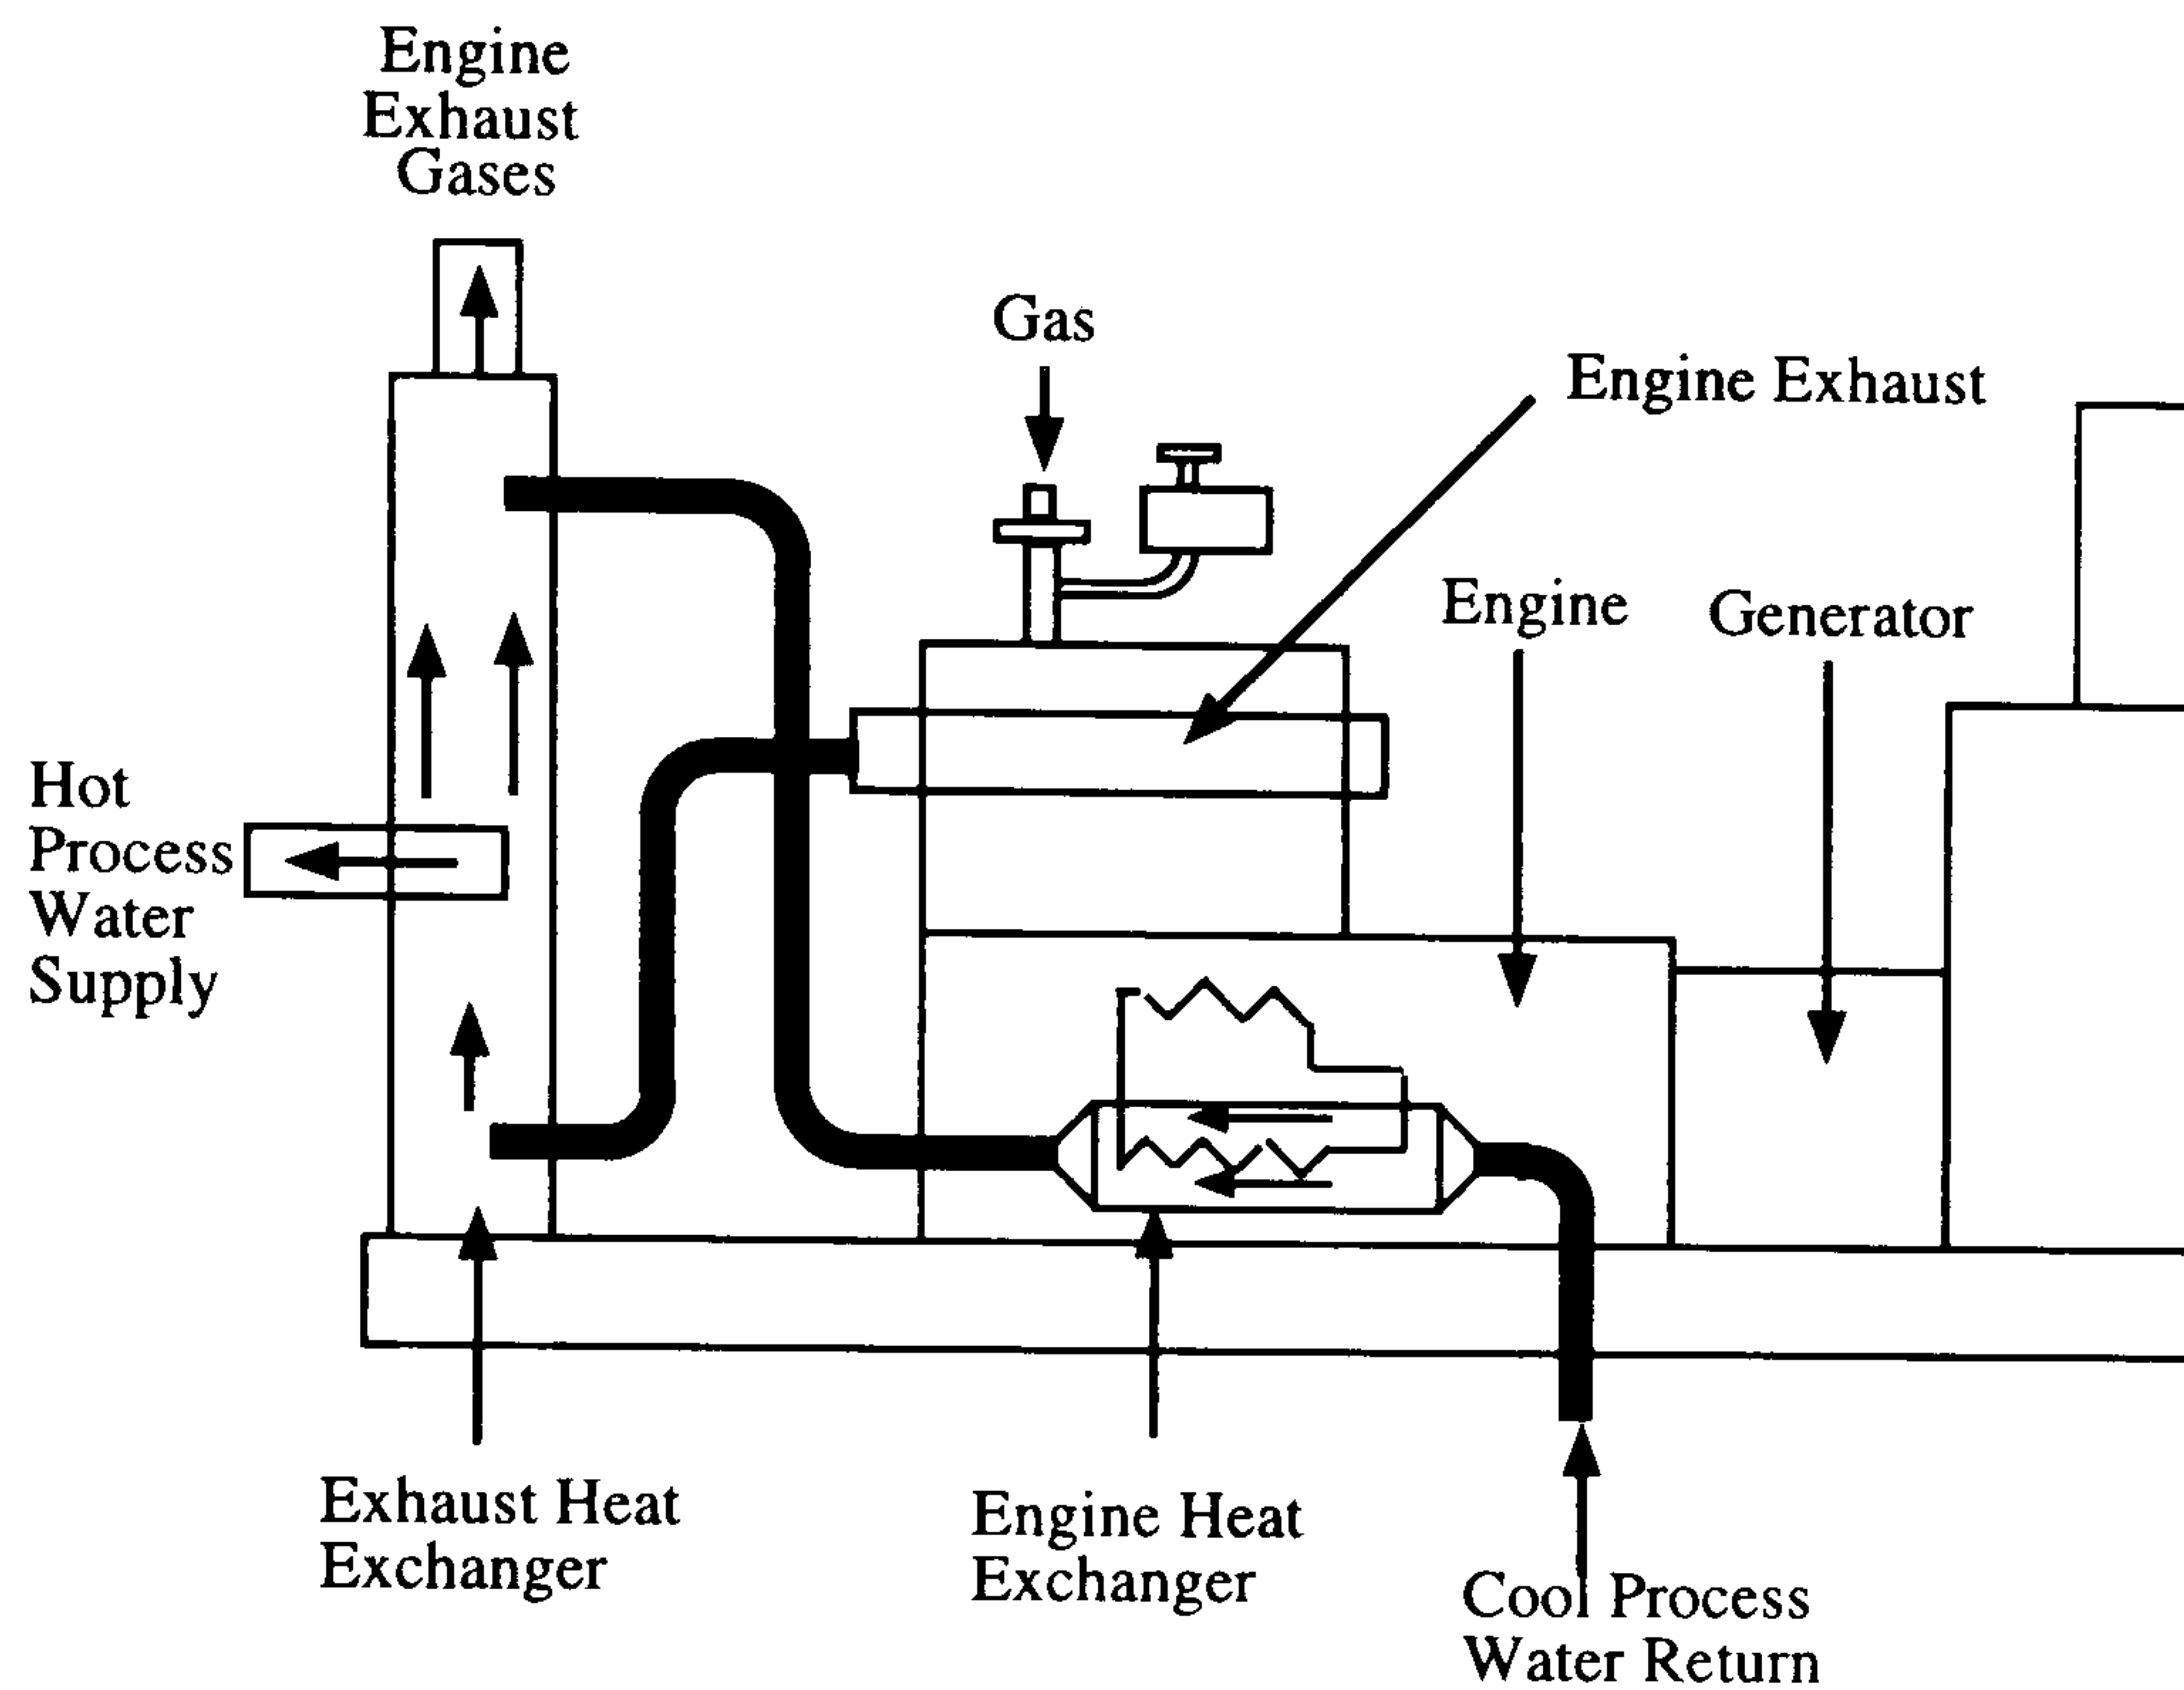 Engine
Exhaust
Gases
Gas
Engine Exhaust
Engine
Generator
Hot
Process
Water
Supply
Exhaust Heat
Exchanger
Engine Heat
Exchanger
Cool Process
Water Return